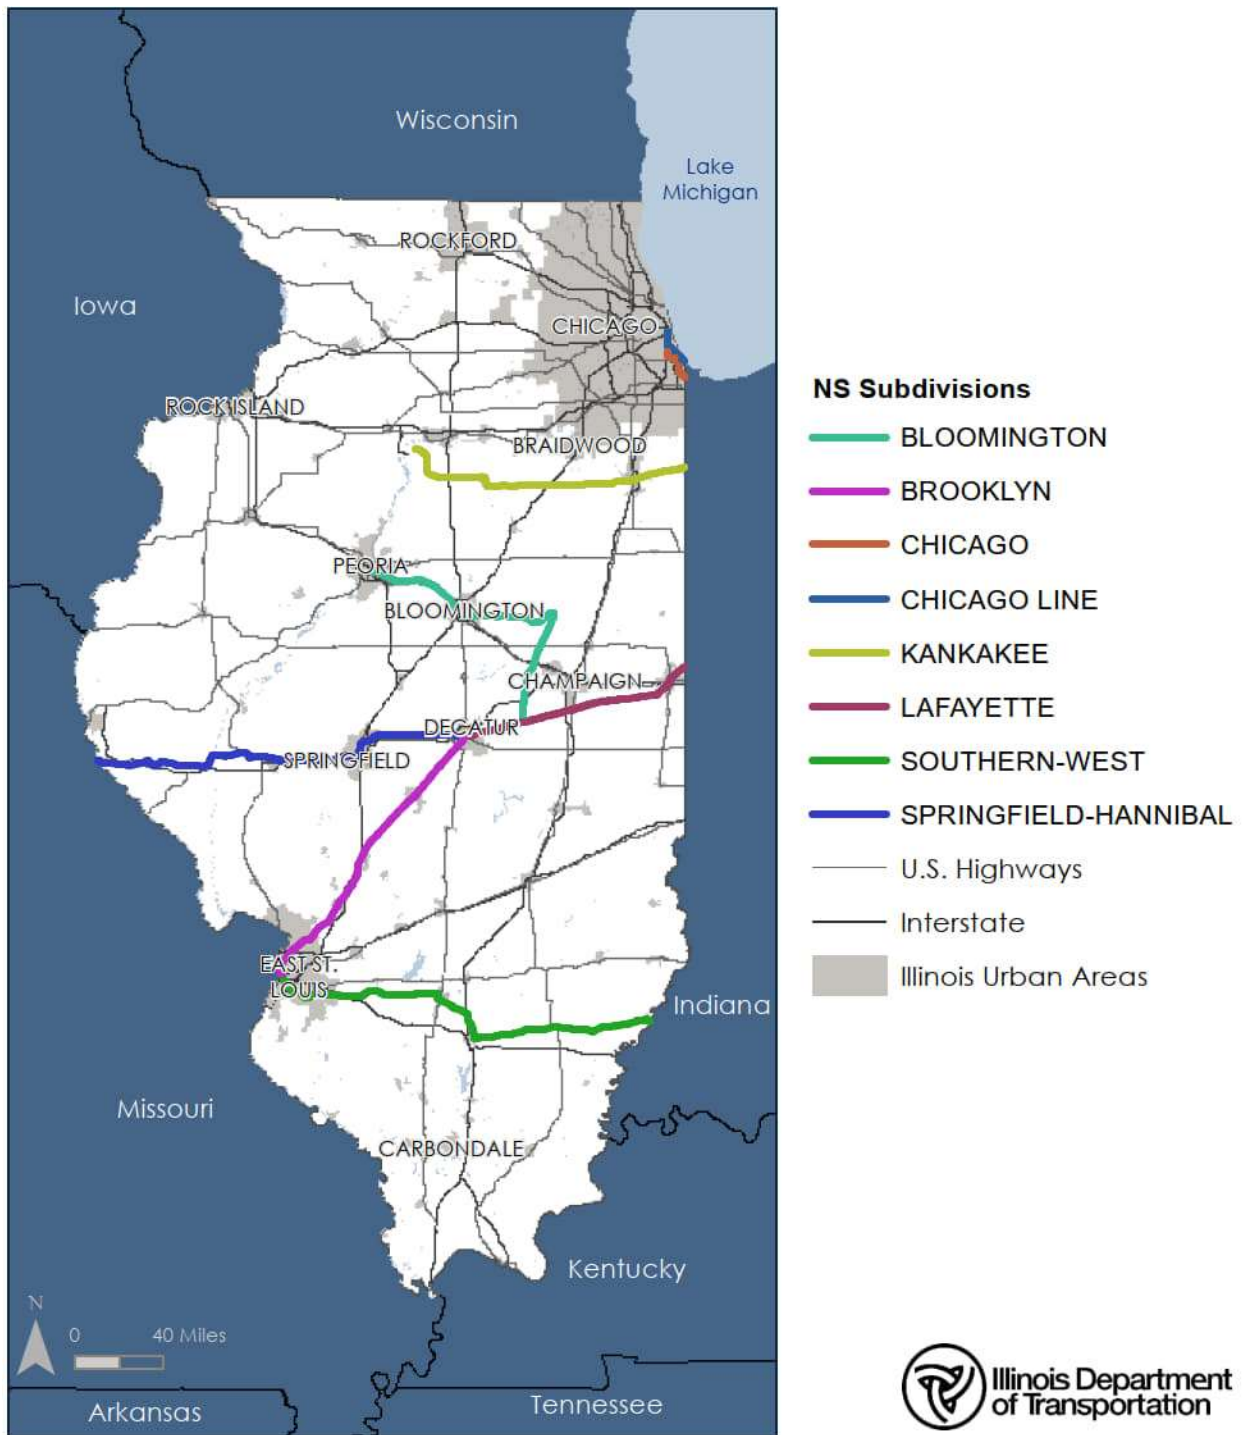 Wisconsin
Lake
Michigan
ROCKFORD
Iowa
CHICAGO
ROCK ISLAND
BRAIDWOOD
PEORIA
BLOOMINGTON
CHAMPAIGN
DECATUR
SPRINGFIELD
EAST ST.
LOUIS
Indiana
Missouri
CARBONDALE
Kentucky
N
0 40 Miles
Arkansas
Tennessee
NS Subdivisions
BLOOMINGTON
BROOKLYN
CHICAGO
CHICAGO LINE
KANKAKEE
LAFAYETTE
SOUTHERN-WEST
SPRINGFIELD-HANNIBAL
U.S. Highways
Interstate
Illinois Urban Areas
Illinois Department
of Transportation